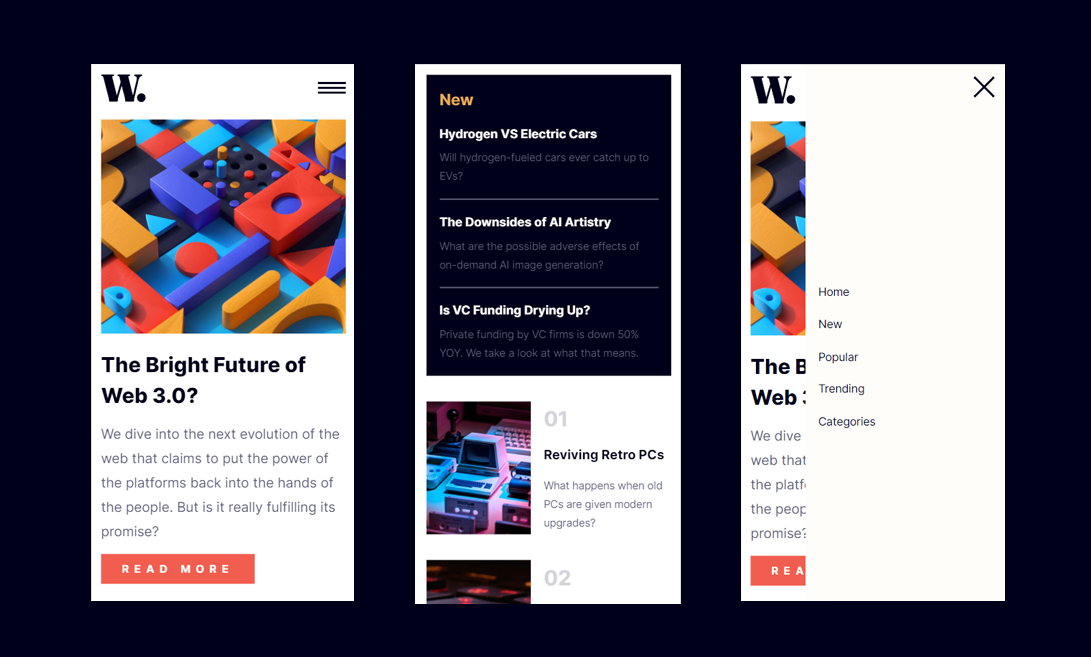 W.
The Bright Future of
Web 3.0?
We dive into the next evolution of the
web that claims to put the power of
the platforms back into the hands of
the people. But is it really fulfilling its
promise?
READ MORE
New
Hydrogen VS Electric Cars
Will hydrogen-fueled cars ever catch up to
EVs?
The Downsides of AI Artistry
What are the possible adverse effects of
on-demand AI image generation?
Is VC Funding Drying Up?
Private funding by VC firms is down 50%
YOY. We take a look at what that means.
01
Reviving Retro PCs
What happens when old
PCs are given modern
upgrades?
02
W.
The B
Web 3
We dive
web that
the platf
the peop
promise?
REA
Home
New
Popular
Trending
Categories